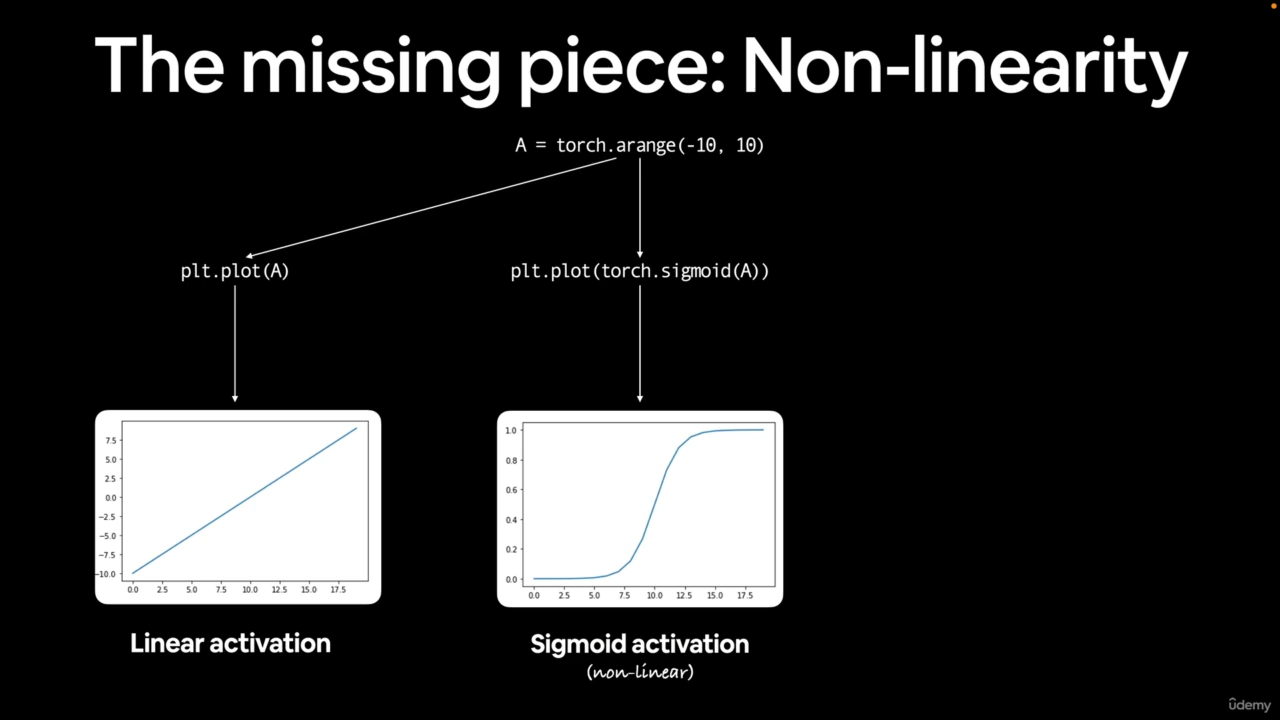 The missing piece: Non-linearity
A = torch.arange(-10, 10)
plt.plot(A)
plt.plot(torch.sigmoid(A))
7.5
5.0
2.5
0.0
−2.5
−5.0
−7.5
−10.0
0.0 2.5 5.0 7.5 10.0 12.5 15.0 17.5
1.0
0.8
0.6
0.4
0.2
0.0
0.0 2.5 5.0 7.5 10.0 12.5 15.0 17.5
Linear activation
Sigmoid activation
(non-linear)
ûdemy